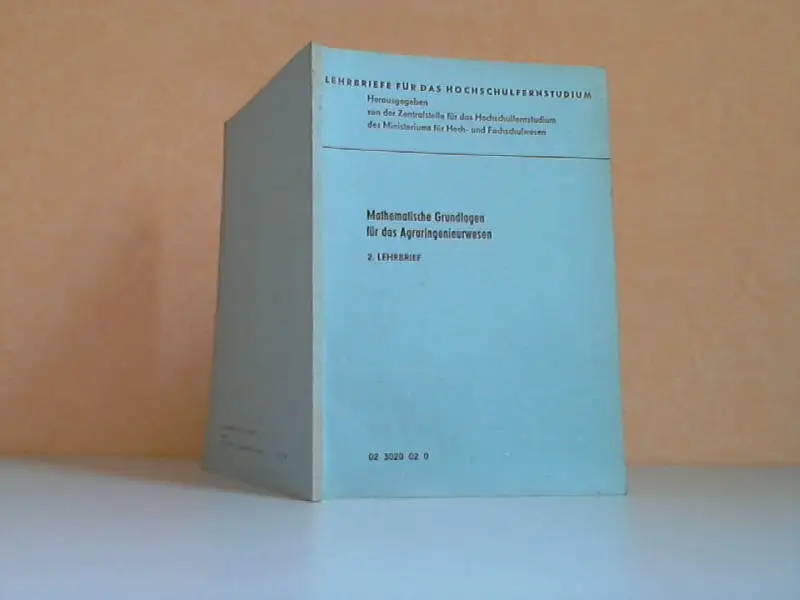 LEHRBRIEFE FÜR DAS HOCHSCHULFERNSTUDIUM
Herausgegeben
von der Zentralstelle für das Hochschulfernstudium
des Ministeriums für Hoch- und Fachschulwesen
Mathematische Grundlagen
für das Agraringenieurwesen
2. LEHRBRIEF
02 3020 02 0